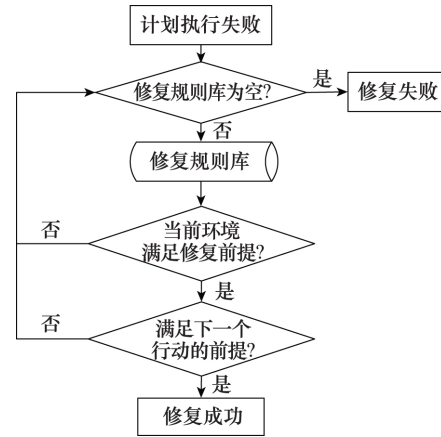 计划执行失败
修复规则库为空?
是
修复失败
否
修复规则库
否
当前环境
满足修复前提?
是
否
满足下一个
行动的前提?
是
修复成功